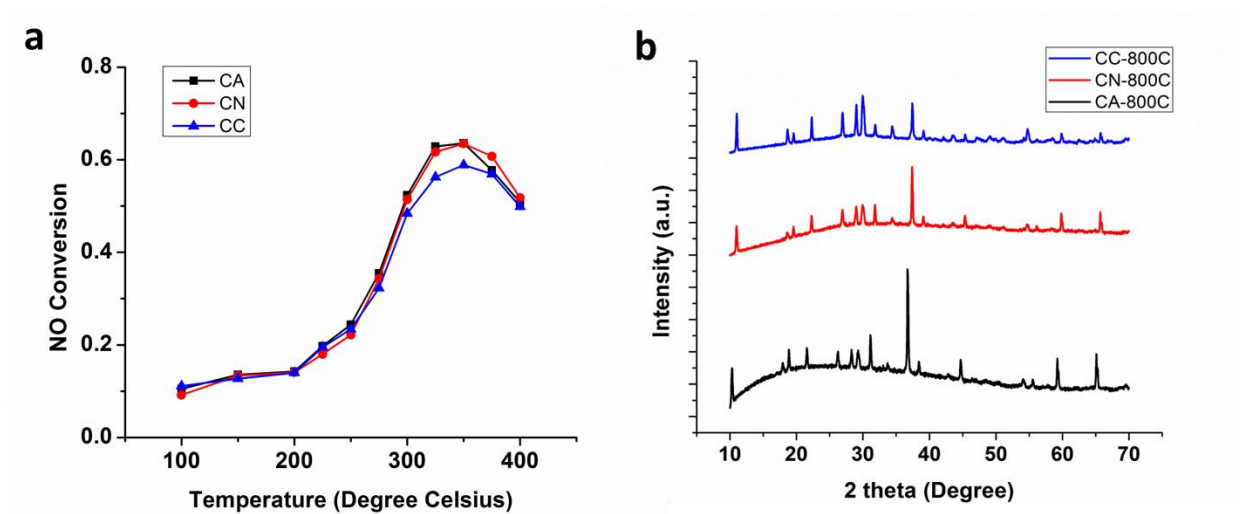 a
0.8
0.6
0.4
0.2
0.0
NO Conversion
CA
CN
CC
100 200 300 400
Temperature (Degree Celsius)
b
CC-800C
CN-800C
CA-800C
Intensity (a.u.)
10 20 30 40 50 60 70
2 theta (Degree)